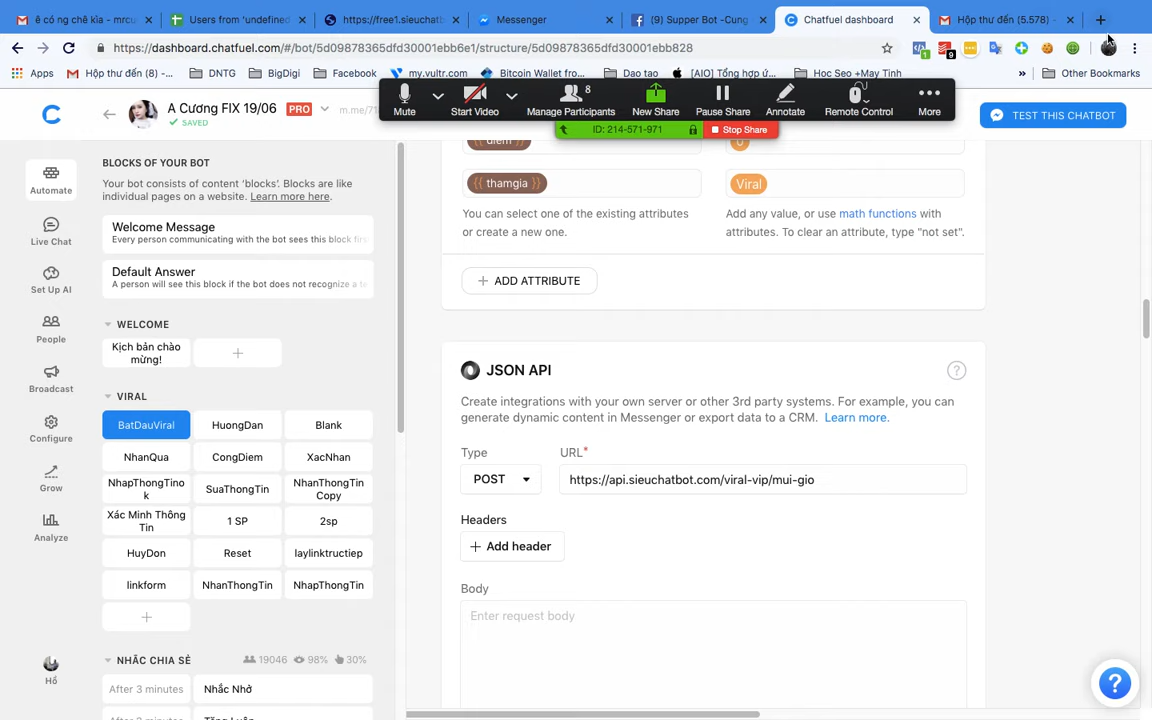 ê có ng chê kìa - mrcu
Users from 'undefined
https://free1.sieuchatb
Messenger
(9) Supper Bot -Cung
Chatfuel dashboard
Hộp thư đến (5.578) -
https://dashboard.chatfuel.com/#/bot/5d09878365dfd30001ebb6e1/structure/5d09878365dfd30001ebb828
Apps
Hộp thư đến (8) -...
DNTG
BigDigi
Facebook
my.vultr.com
Bitcoin Wallet fro...
Dao tao
[AIO] Tổng hợp ứ...
Hoc Seo +May Tinh
»
Other Bookmarks
A Cương FIX 19/06
PRO
SAVED
m.me/71
Mute
Start Video
8
Manage Participants
New Share
Pause Share
Annotate
Remote Control
More
ID: 214-571-971
Stop Share
TEST THIS CHATBOT
Automate
Live Chat
Set Up AI
People
Broadcast
Configure
Grow
Analyze
Hồ
BLOCKS OF YOUR BOT
Your bot consists of content 'blocks'. Blocks are like
individual pages on a website. Learn more here.
Welcome Message
Every person communicating with the bot sees this block first
Default Answer
A person will see this block if the bot does not recognize a
WELCOME
Kịch bản chào
mừng!
VIRAL
BatDauViral
HuongDan
Blank
NhanQua
CongDiem
XacNhan
NhapThongTino
k
SuaThongTin
NhanThongTin
Copy
Xác Minh Thông
Tin
1 SP
2sp
HuyDon
Reset
laylinktructiep
linkform
NhanThongTin
NhapThongTin
NHẮC CHIA SẺ
19046
98%
30%
After 3 minutes
Nhắc Nhở
{{ diem }}
0
{{ thamgia }}
Viral
You can select one of the existing attributes
or create a new one.
Add any value, or use math functions with
attributes. To clear an attribute, type "not set".
ADD ATTRIBUTE
JSON API
?
Create integrations with your own server or other 3rd party systems. For example, you can
generate dynamic content in Messenger or export data to a CRM. Learn more.
Type
URL*
POST
https://api.sieuchatbot.com/viral-vip/mui-gio
Headers
Add header
Body
Enter request body
?